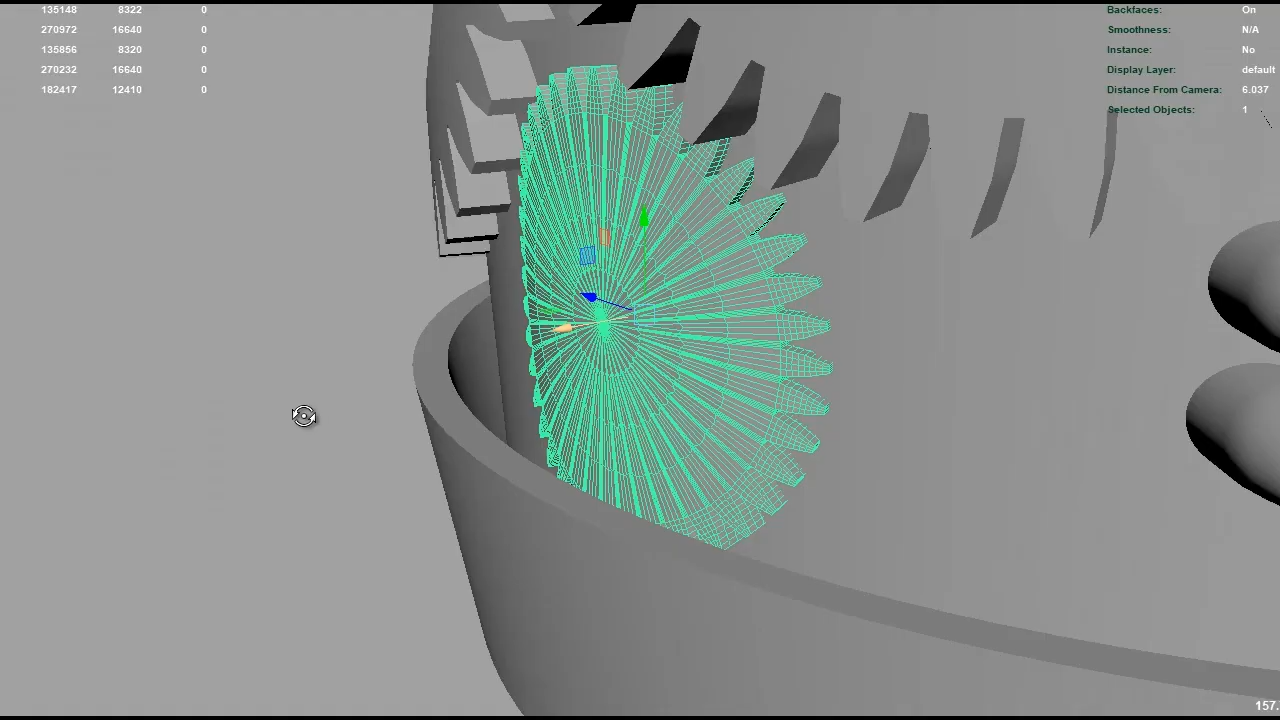 135148 8322 0
270972 16640 0
135856 8320 0
270232 16640 0
182417 12410 0
Backfaces: On
Smoothness: N/A
Instance: No
Display Layer: default
Distance From Camera: 6.037
Selected Objects: 1
157.